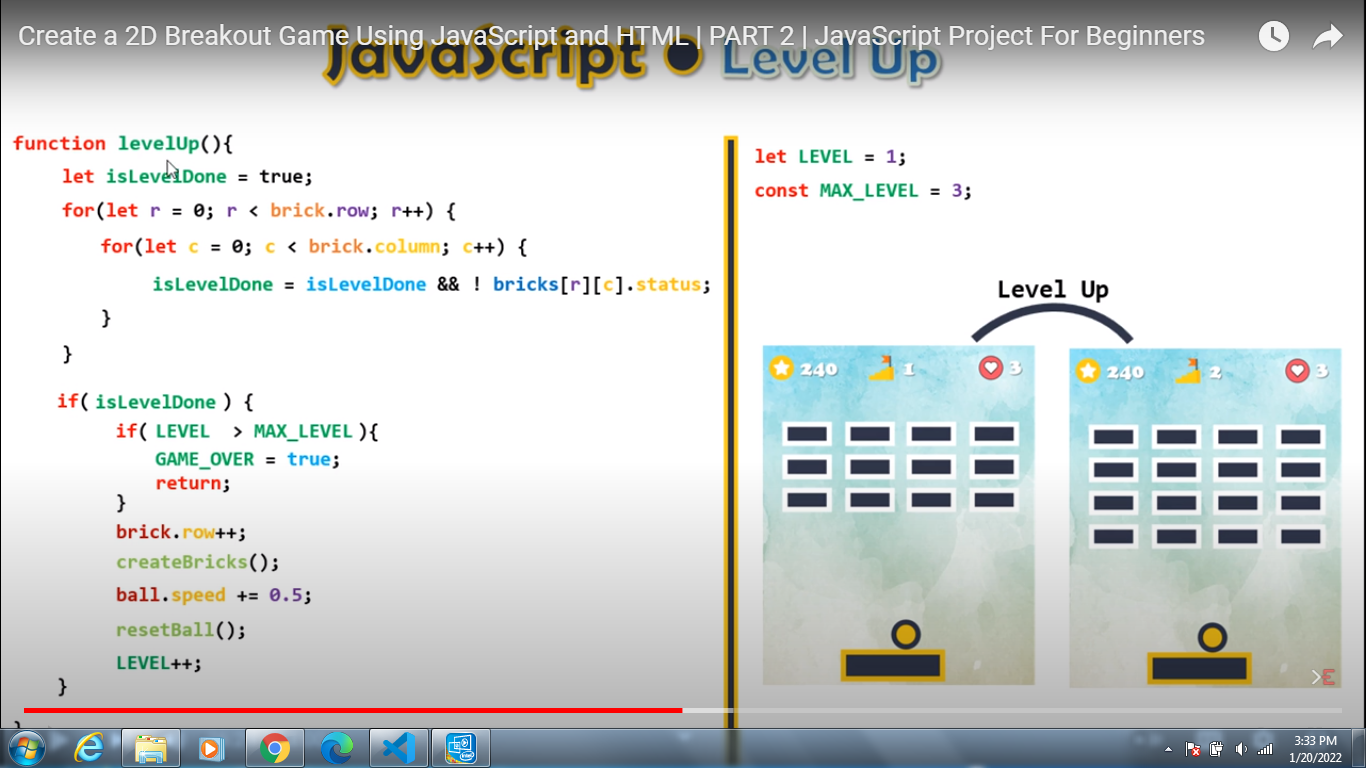 Create a 2D Breakout Game Using JavaScript and HTML | PART 2 | JavaScript Project For Beginners
JavaScript ● Level Up
function levelUp(){
let isLevelDone = true;
for(let r = 0; r < brick.row; r++) {
for(let c = 0; c < brick.column; c++) {
isLevelDone = isLevelDone && ! bricks[r][c].status;
}
}
if( isLevelDone ) {
if( LEVEL > MAX_LEVEL ){
GAME_OVER = true;
return;
}
brick.row++;
createBricks();
ball.speed += 0.5;
resetBall();
LEVEL++;
}
}
let LEVEL = 1;
const MAX_LEVEL = 3;
Level Up
240 1 3
240 2 3
>E
3:33 PM
1/20/2022